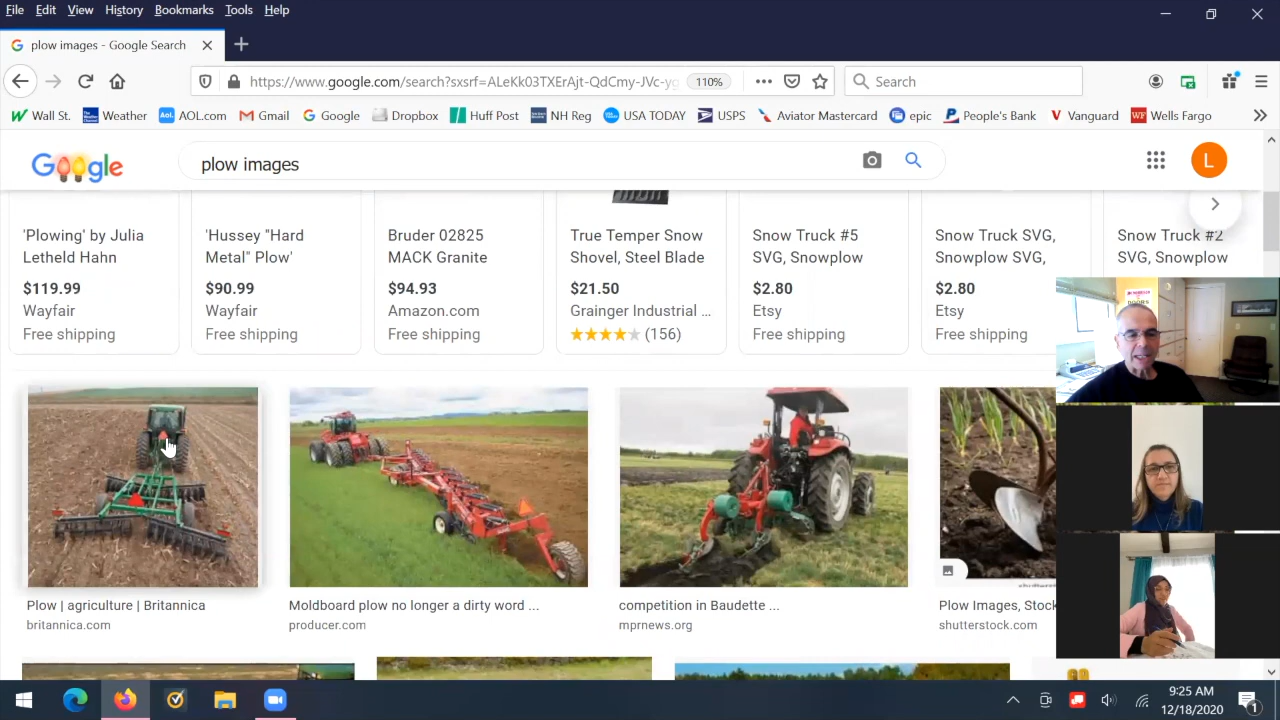 File Edit View History Bookmarks Tools Help
plow images - Google Search
https://www.google.com/search?sxsrf=ALeKk03TXErAjt-QdCmy-JVc-yg
110%
Search
Wall St. Weather AOL.com Gmail Google Dropbox Huff Post NH Reg USA TODAY USPS Aviator Mastercard epic People's Bank Vanguard Wells Fargo
Google
plow images
L
'Plowing' by Julia
Letheld Hahn
$119.99
Wayfair
Free shipping
'Hussey "Hard
Metal" Plow'
$90.99
Wayfair
Free shipping
Bruder 02825
MACK Granite
$94.93
Amazon.com
Free shipping
True Temper Snow
Shovel, Steel Blade
$21.50
Grainger Industrial ...
(156)
Snow Truck #5
SVG, Snowplow
$2.80
Etsy
Free shipping
Snow Truck SVG,
Snowplow SVG,
$2.80
Etsy
Free shipping
Snow Truck #2
SVG, Snowplow
Plow | agriculture | Britannica
britannica.com
Moldboard plow no longer a dirty word ...
producer.com
competition in Baudette ...
mprnews.org
Plow Images, Stock
shutterstock.com
9:25 AM
12/18/2020
1